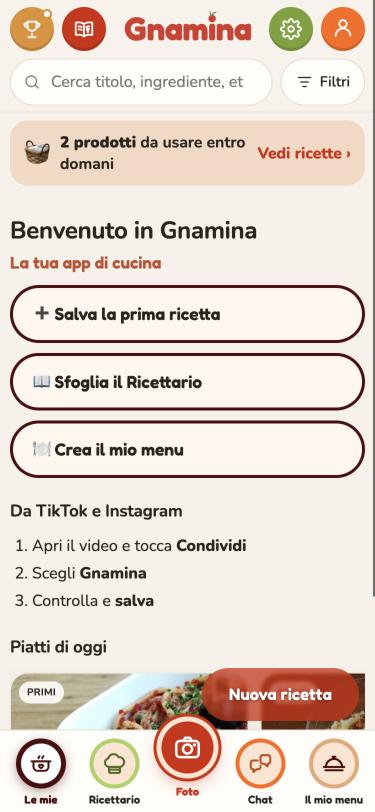 Gnamina
Cerca titolo, ingrediente, et
Filtri
2 prodotti da usare entro
domani
Vedi ricette ›
Benvenuto in Gnamina
La tua app di cucina
Salva la prima ricetta
Sfoglia il Ricettario
Crea il mio menu
Da TikTok e Instagram
1. Apri il video e tocca Condividi
2. Scegli Gnamina
3. Controlla e salva
Piatti di oggi
PRIMI
Nuova ricetta
Le mie
Ricettario
Foto
Chat
Il mio menu